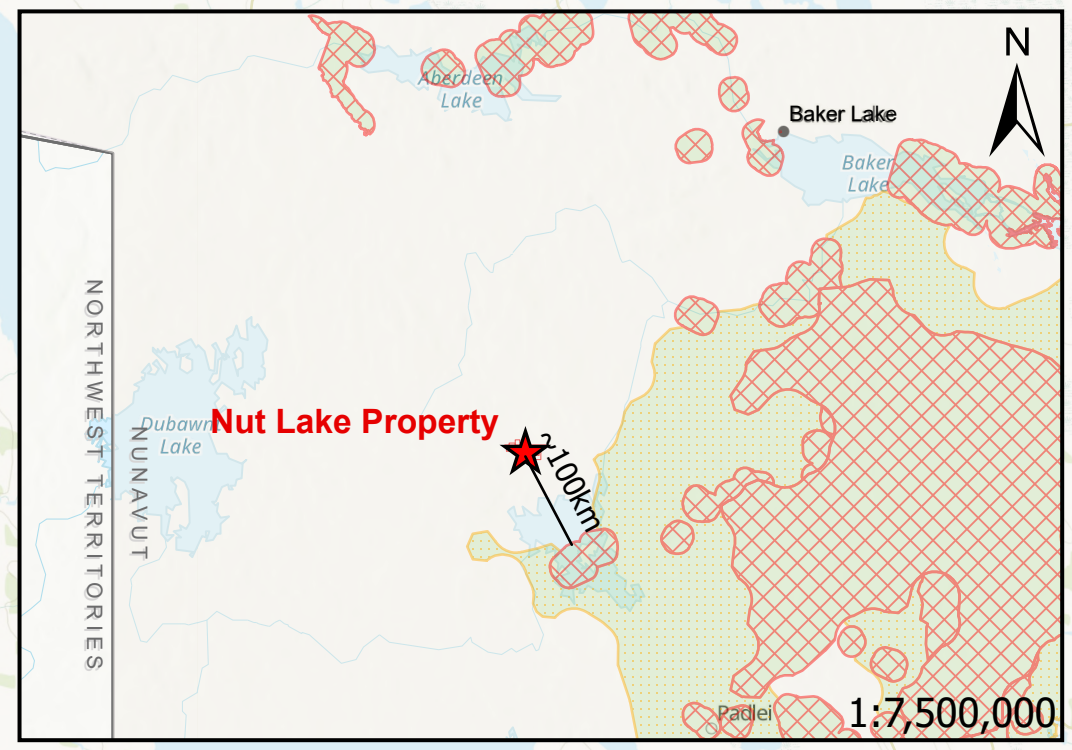 N
Aberdeen
Lake
Baker Lake
Baker
Lake
NORTHWEST TERRITORIES
NUNAVUT
Dubawnt
Lake
Nut Lake Property
~100km
Padlei
1:7,500,000